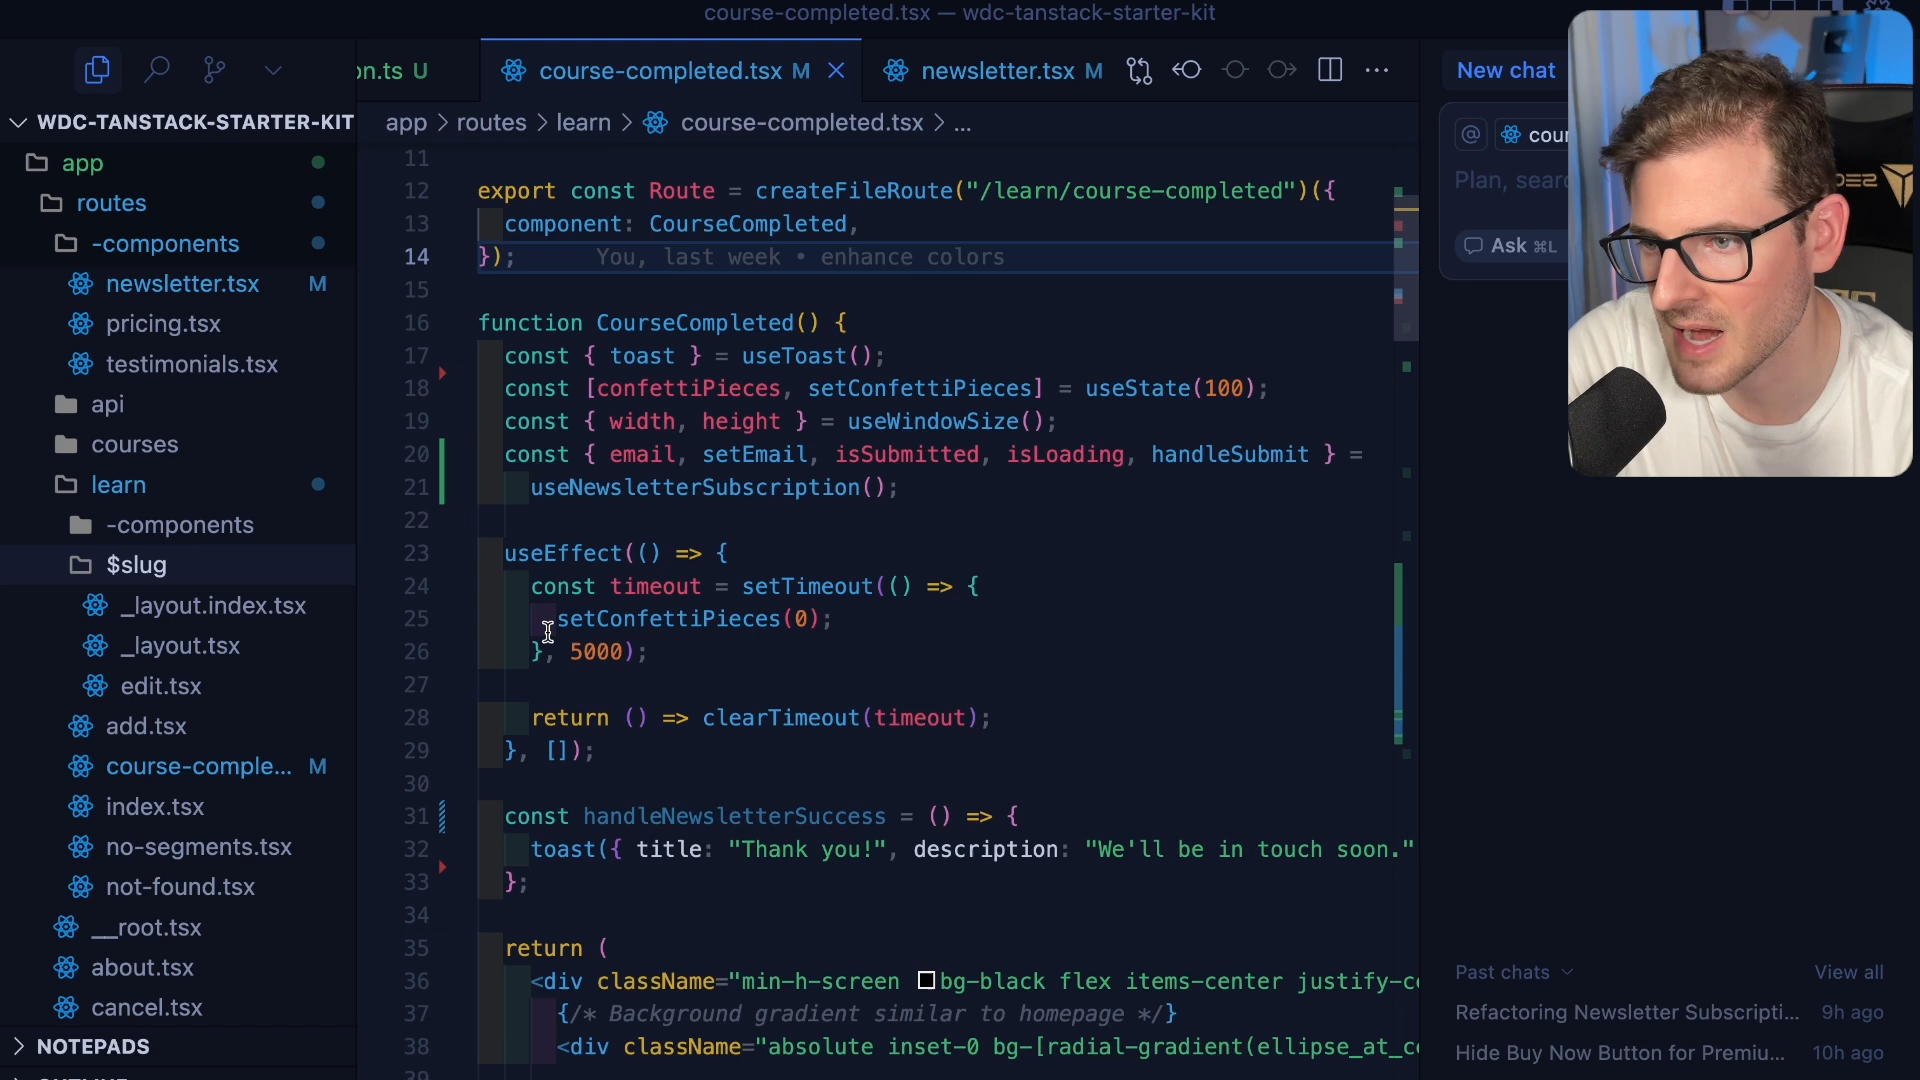 course-completed.tsx — wdc-tanstack-starter-kit
on.ts U
course-completed.tsx M
newsletter.tsx M
New chat
WDC-TANSTACK-STARTER-KIT
app
routes
-components
newsletter.tsx M
pricing.tsx
testimonials.tsx
api
courses
learn
-components
$slug
_layout.index.tsx
_layout.tsx
edit.tsx
add.tsx
course-comple... M
index.tsx
no-segments.tsx
not-found.tsx
__root.tsx
about.tsx
cancel.tsx
NOTEPADS
app > routes > learn > course-completed.tsx > ...
11
12 export const Route = createFileRoute("/learn/course-completed")({
13 component: CourseCompleted,
14 }); You, last week • enhance colors
15
16 function CourseCompleted() {
17 const { toast } = useToast();
18 const [confettiPieces, setConfettiPieces] = useState(100);
19 const { width, height } = useWindowSize();
20 const { email, setEmail, isSubmitted, isLoading, handleSubmit } =
21 useNewsletterSubscription();
22
23 useEffect(() => {
24 const timeout = setTimeout(() => {
25 setConfettiPieces(0);
26 }, 5000);
27
28 return () => clearTimeout(timeout);
29 }, []);
30
31 const handleNewsletterSuccess = () => {
32 toast({ title: "Thank you!", description: "We'll be in touch soon."
33 };
34
35 return (
36 <div className="min-h-screen bg-black flex items-center justify-c
37 {/* Background gradient similar to homepage */}
38 <div className="absolute inset-0 bg-[radial-gradient(ellipse_at_c
@ cour
Plan, sear
Ask ⌘L
Past chats View all
Refactoring Newsletter Subscripti... 9h ago
Hide Buy Now Button for Premiu... 10h ago